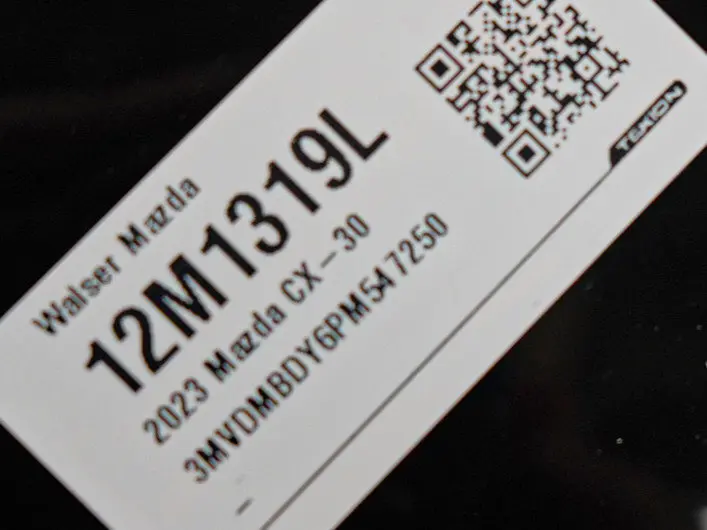 Walser Mazda
12M1319L
2023 Mazda CX-30
3MVDMBDY6PM547250
TEKION